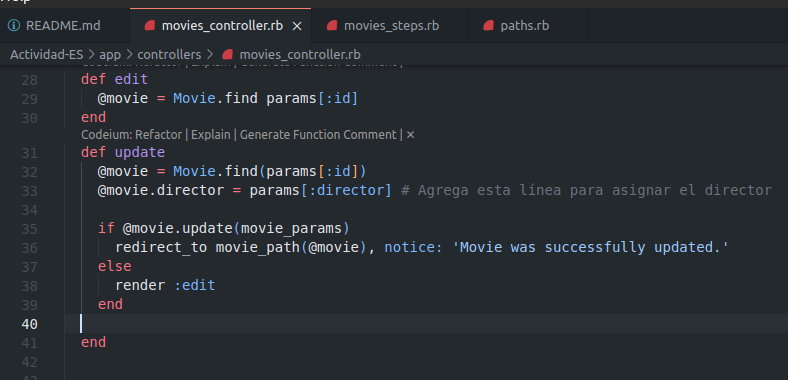 README.md movies_controller.rb × movies_steps.rb paths.rb
Actividad-ES > app > controllers > movies_controller.rb
28 def edit
29 @movie = Movie.find params[:id]
30 end
Codeium: Refactor | Explain | Generate Function Comment | ×
31 def update
32 @movie = Movie.find(params[:id])
33 @movie.director = params[:director] # Agrega esta línea para asignar el director
34
35 if @movie.update(movie_params)
36 redirect_to movie_path(@movie), notice: 'Movie was successfully updated.'
37 else
38 render :edit
39 end
40
41 end
42